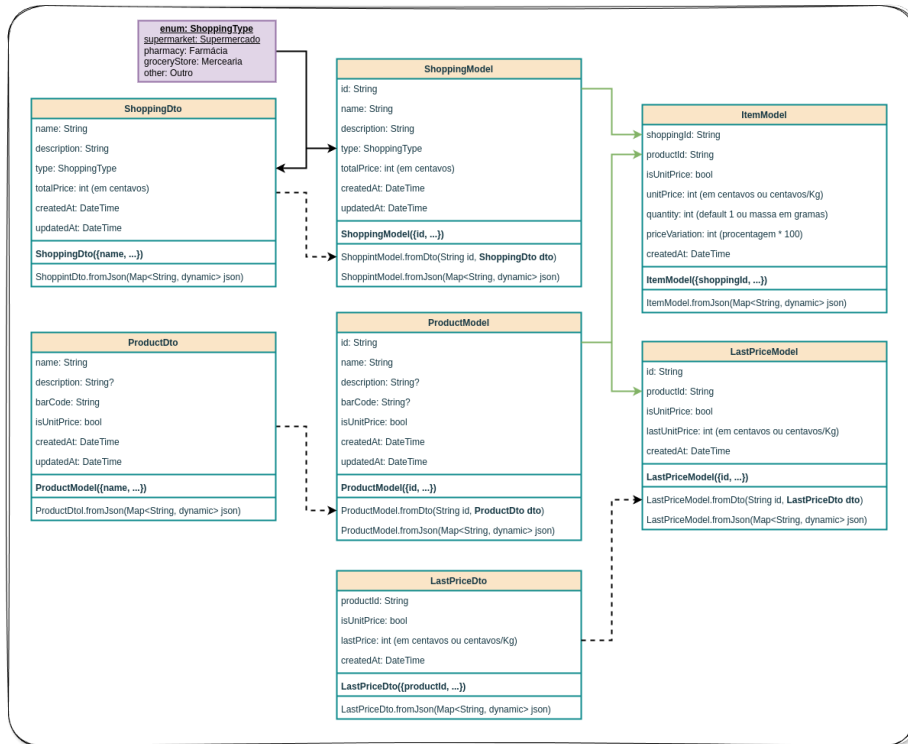 enum: ShoppingType
supermarket: Supermercado
pharmacy: Farmácia
groceryStore: Mercearia
other: Outro
ShoppingDto
name: String
description: String
type: ShoppingType
totalPrice: int (em centavos)
createdAt: DateTime
updatedAt: DateTime
ShoppingDto({name, ...})
ShoppintDto.fromJson(Map<String, dynamic> json)
ShoppingModel
id: String
name: String
description: String
type: ShoppingType
totalPrice: int (em centavos)
createdAt: DateTime
updatedAt: DateTime
ShoppingModel({id, ...})
ShoppintModel.fromDto(String id, ShoppingDto dto)
ShoppintModel.fromJson(Map<String, dynamic> json)
ItemModel
shoppingId: String
productId: String
isUnitPrice: bool
unitPrice: int (em centavos ou centavos/Kg)
quantity: int (default 1 ou massa em gramas)
priceVariation: int (procentagem * 100)
createdAt: DateTime
ItemModel({shoppingId, ...})
ItemModel.fromJson(Map<String, dynamic> json)
ProductDto
name: String
description: String?
barCode: String
isUnitPrice: bool
createdAt: DateTime
updatedAt: DateTime
ProductModel({name, ...})
ProductDtol.fromJson(Map<String, dynamic> json)
ProductModel
id: String
name: String
description: String?
barCode: String?
isUnitPrice: bool
createdAt: DateTime
updatedAt: DateTime
ProductModel({id, ...})
ProductModel.fromDto(String id, ProductDto dto)
ProductModel.fromJson(Map<String, dynamic> json)
LastPriceModel
id: String
productId: String
isUnitPrice: bool
lastUnitPrice: int (em centavos ou centavos/Kg)
createdAt: DateTime
LastPriceModel({id, ...})
LastPriceModel.fromDto(String id, LastPriceDto dto)
LastPriceModel.fromJson(Map<String, dynamic> json)
LastPriceDto
productId: String
isUnitPrice: bool
lastPrice: int (em centavos ou centavos/Kg)
createdAt: DateTime
LastPriceDto({productId, ...})
LastPriceDto.fromJson(Map<String, dynamic> json)